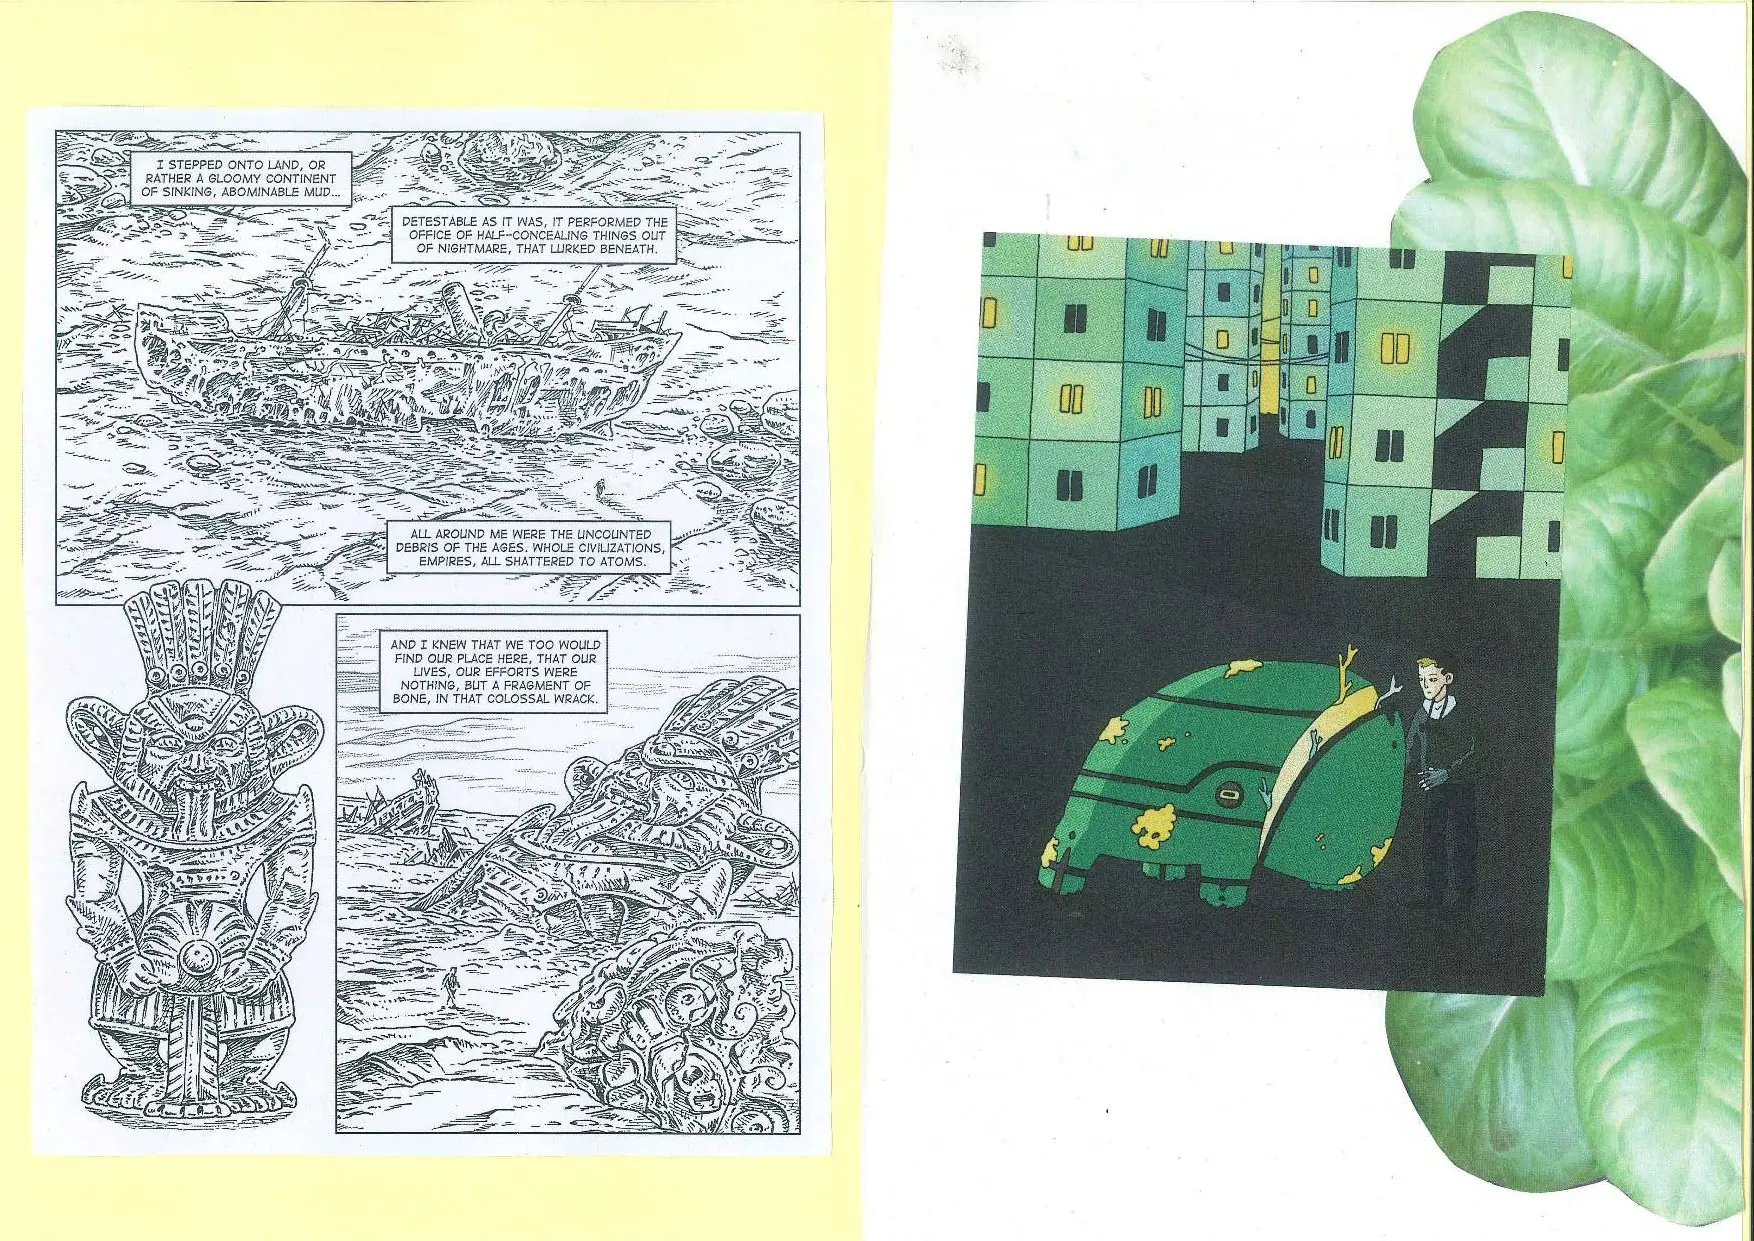 I STEPPED ONTO LAND, OR
RATHER A GLOOMY CONTINENT
OF SINKING, ABOMINABLE MUD...
DETESTABLE AS IT WAS, IT PERFORMED THE
OFFICE OF HALF-CONCEALING THINGS OUT
OF NIGHTMARE, THAT LURKED BENEATH.
ALL AROUND ME WERE THE UNCOUNTED
DEBRIS OF THE AGES. WHOLE CIVILIZATIONS,
EMPIRES, ALL SHATTERED TO ATOMS.
AND I KNEW THAT WE TOO WOULD
FIND OUR PLACE HERE, THAT OUR
LIVES, OUR EFFORTS WERE
NOTHING, BUT A FRAGMENT OF
BONE, IN THAT COLOSSAL WRACK.